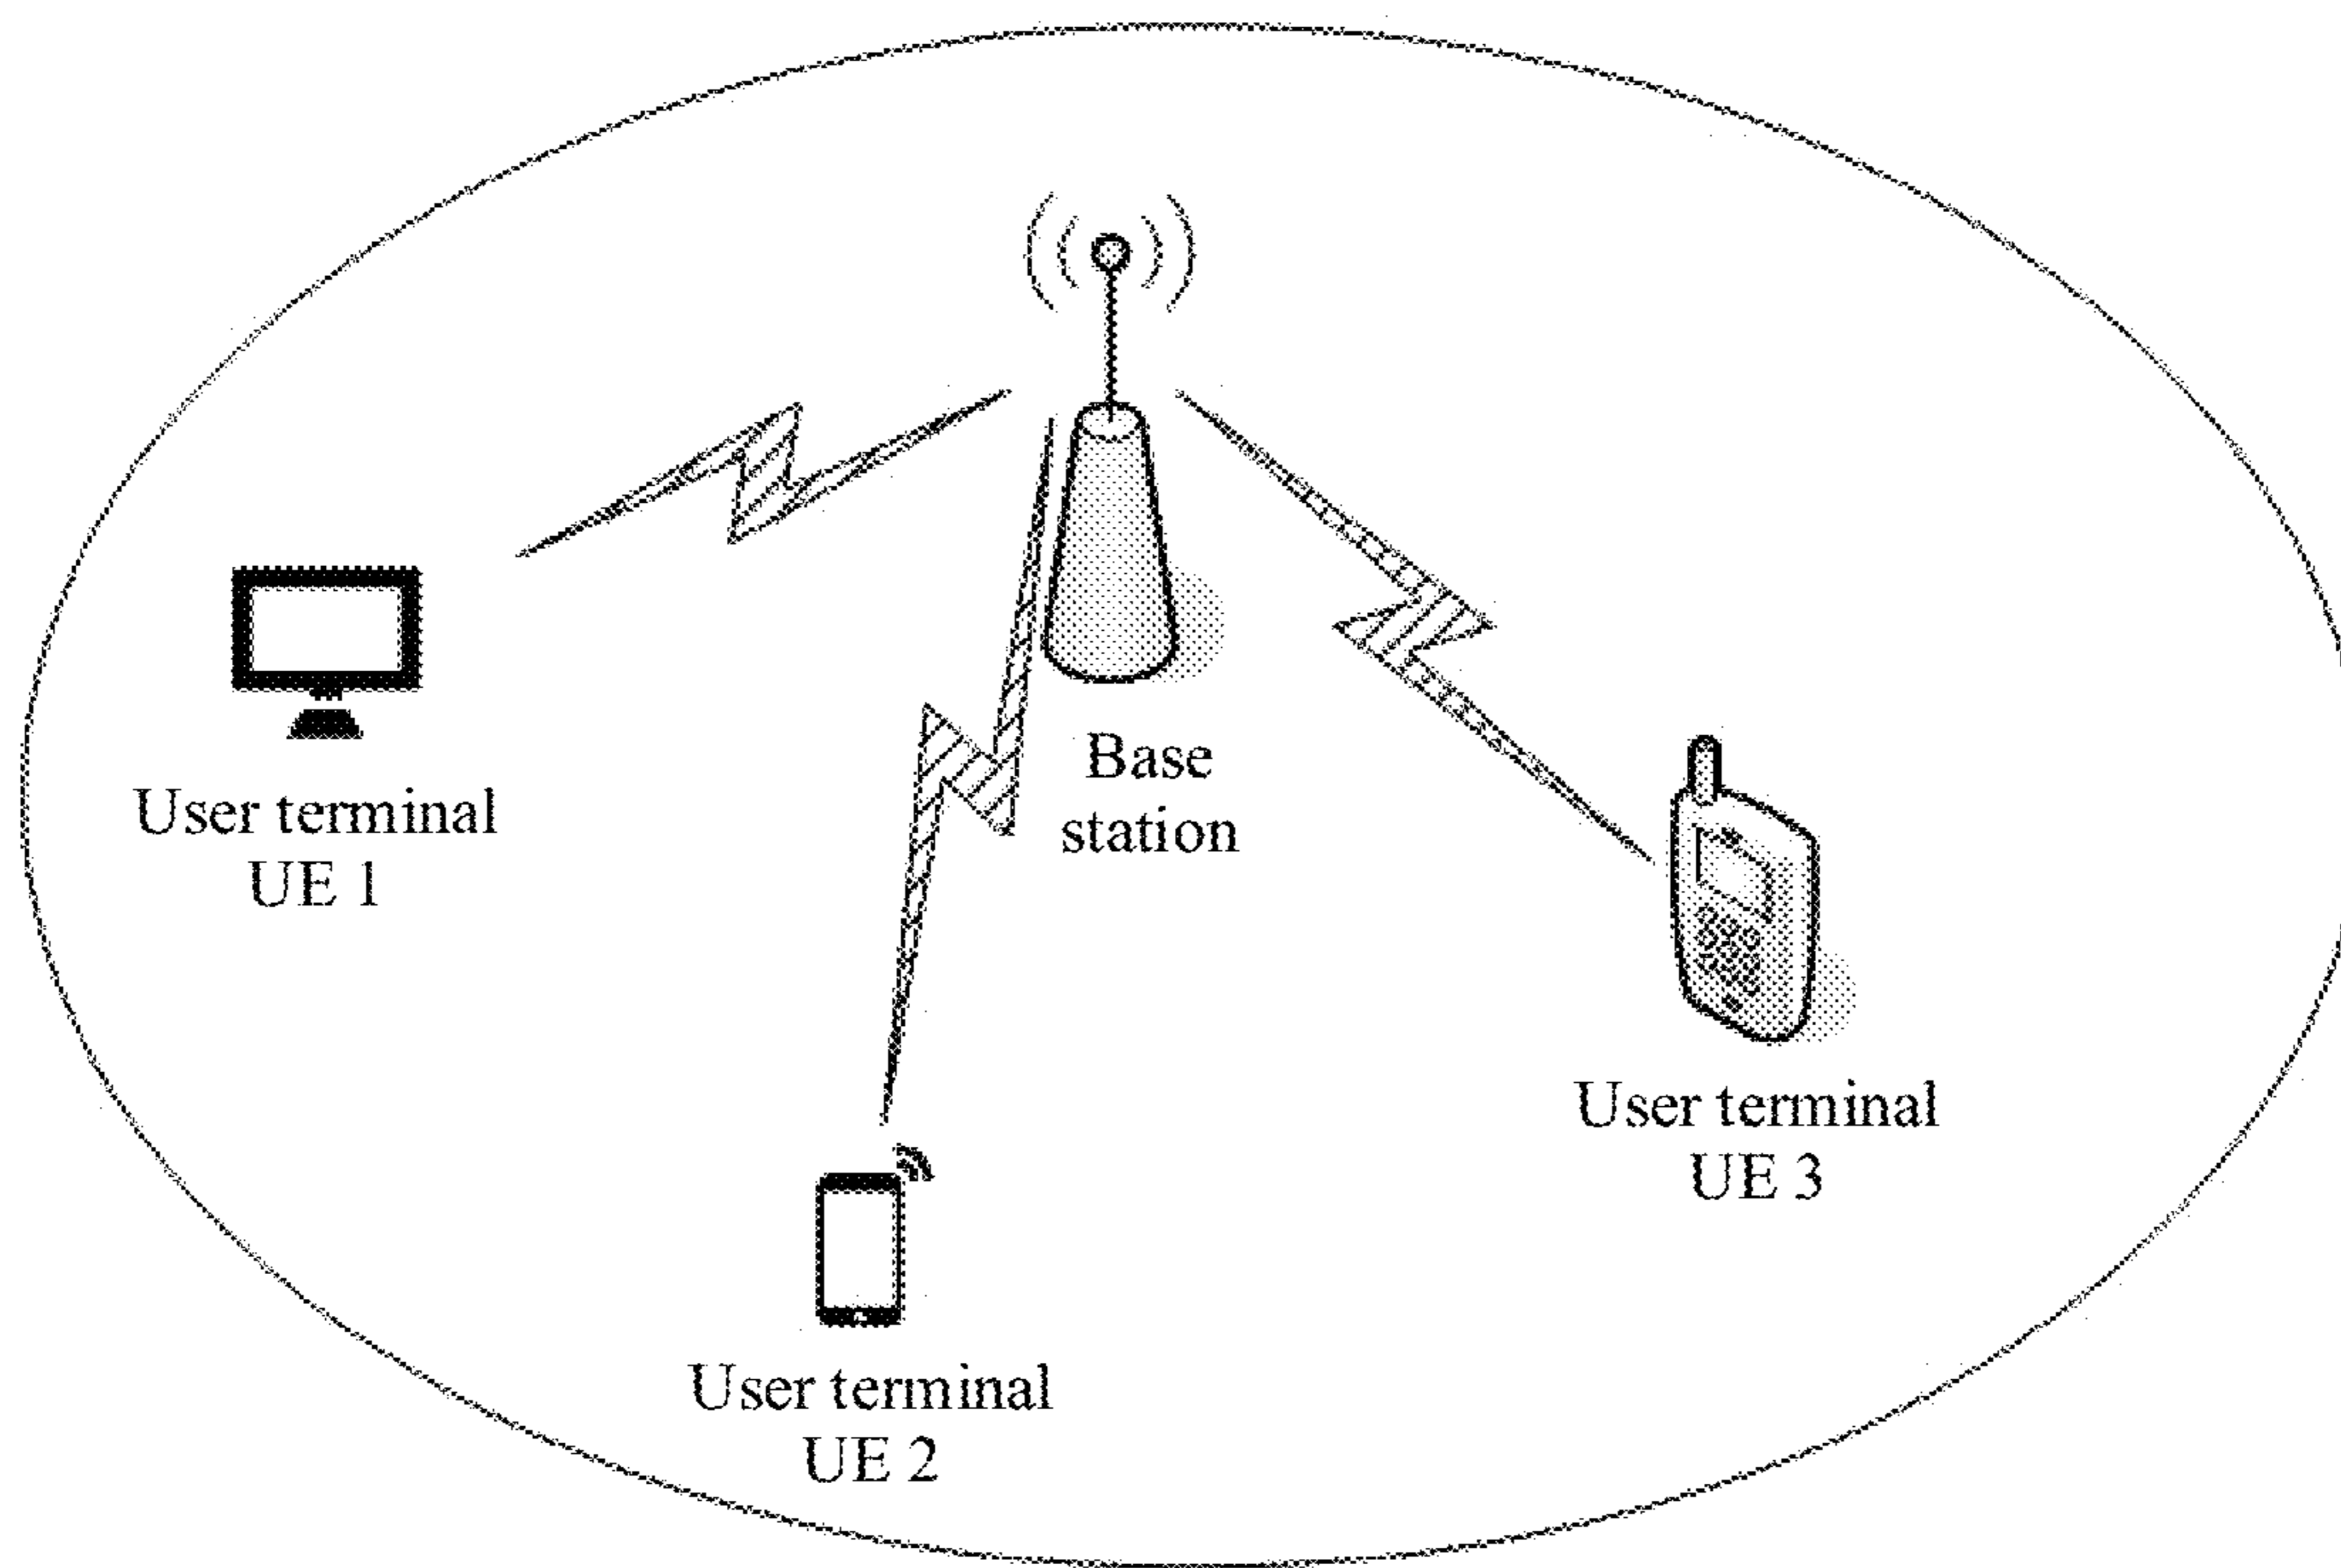 Base
station
User terminal
UE 1
User terminal
UE 3
User terminal
UE 2